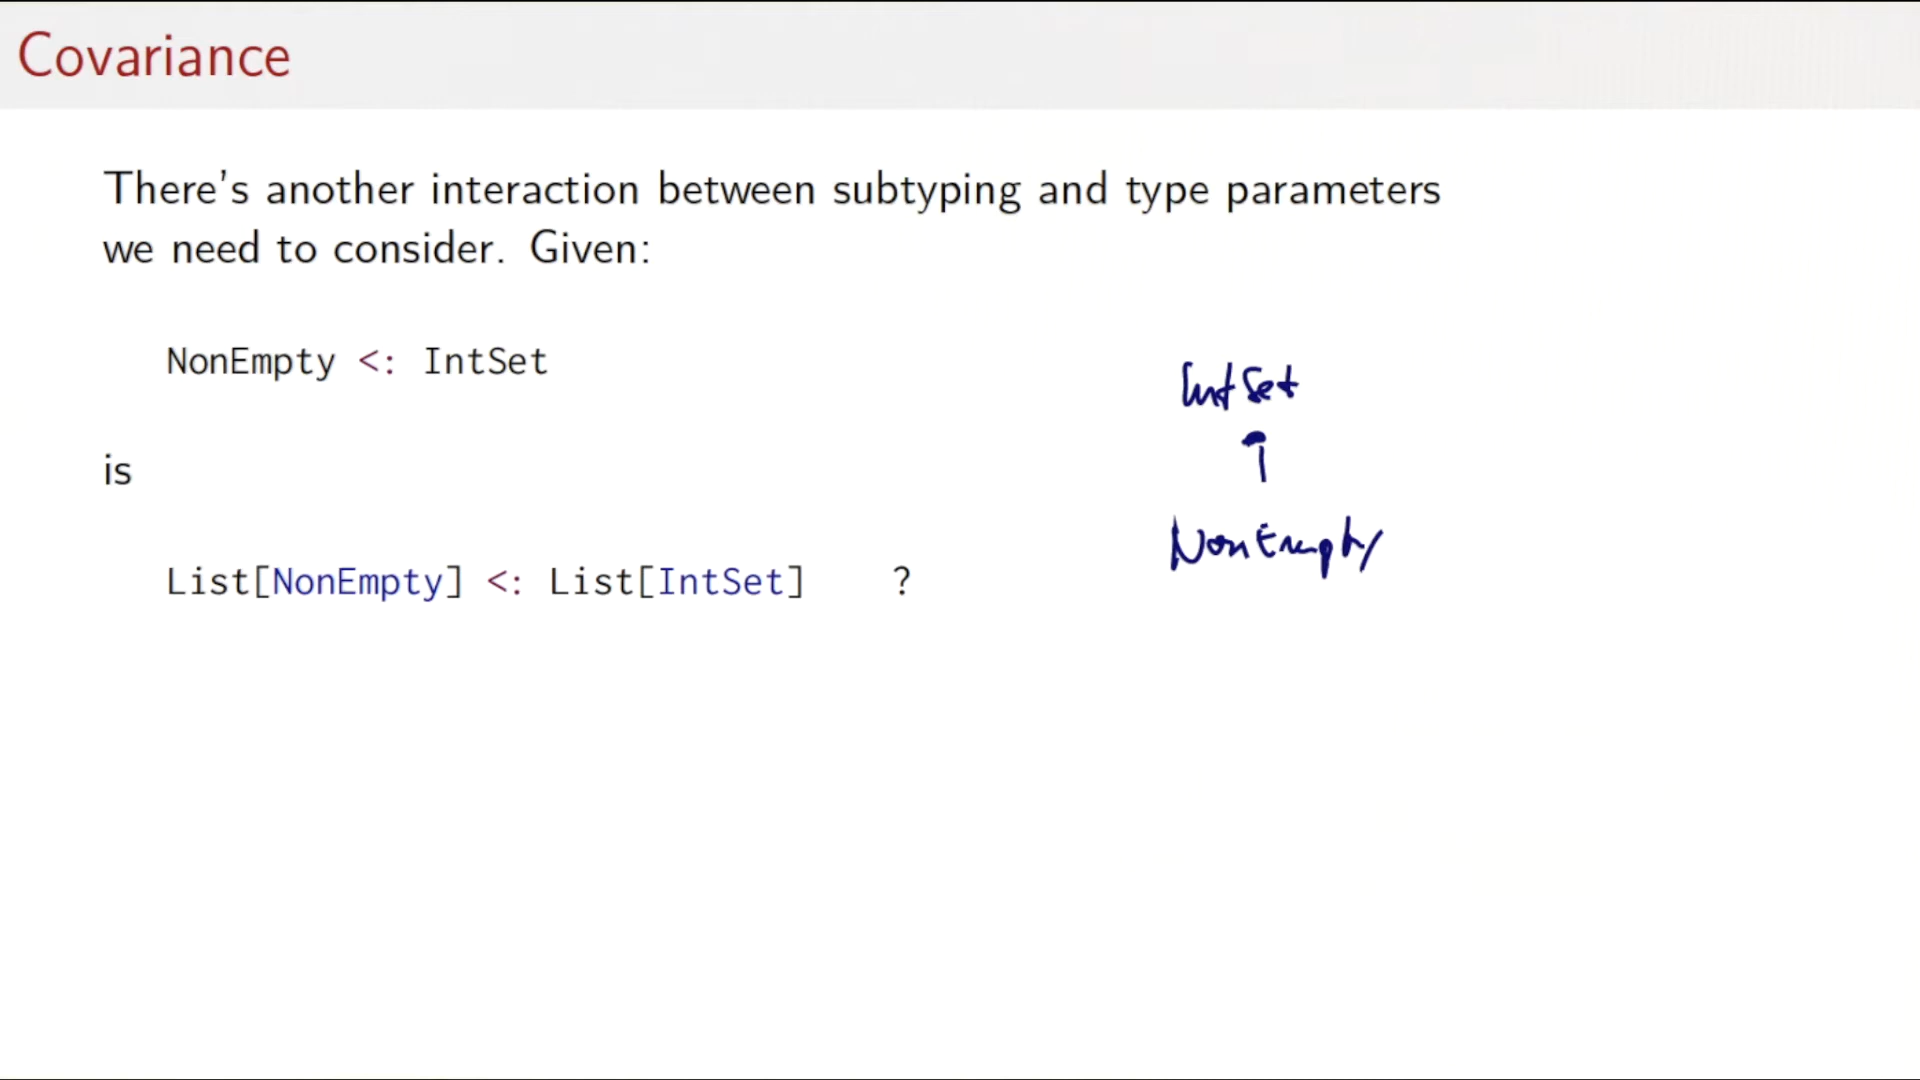 Covariance
There's another interaction between subtyping and type parameters
we need to consider. Given:
NonEmpty <: IntSet
is
List[NonEmpty] <: List[IntSet] ?
IntSet
NonEmpty